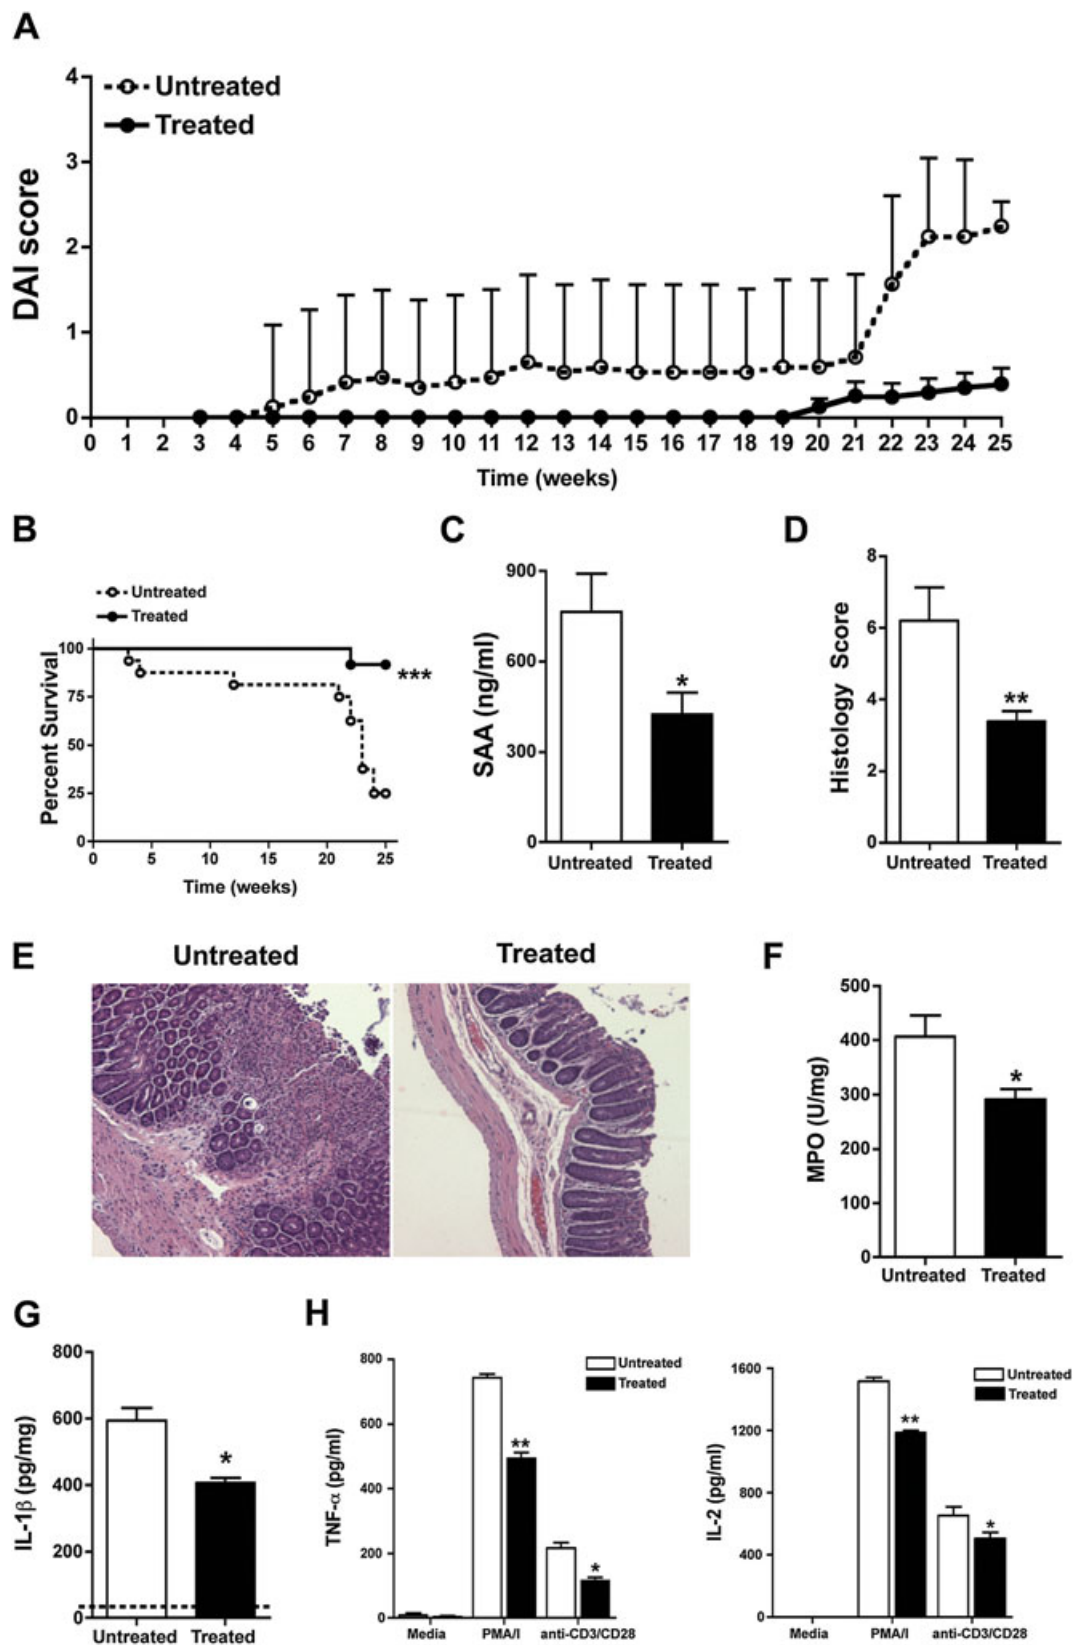 A
Untreated
Treated
4
3
2
1
0
DAI score
0 1 2 3 4 5 6 7 8 9 10 11 12 13 14 15 16 17 18 19 20 21 22 23 24 25
Time (weeks)
B
Untreated
Treated
100
75
50
25
0
Percent Survival
***
0 5 10 15 20 25
Time (weeks)
C
900
600
300
0
SAA (ng/ml)
*
Untreated Treated
D
8
6
4
2
0
Histology Score
**
Untreated Treated
E
Untreated Treated
F
500
400
300
200
100
0
MPO (U/mg)
*
Untreated Treated
G
800
600
400
200
0
IL-1β (pg/mg)
*
Untreated Treated
H
800
600
400
200
0
TNF-α (pg/ml)
Untreated
Treated
**
*
Media PMA/I anti-CD3/CD28
1600
1200
800
400
0
IL-2 (pg/ml)
Untreated
Treated
**
*
Media PMA/I anti-CD3/CD28